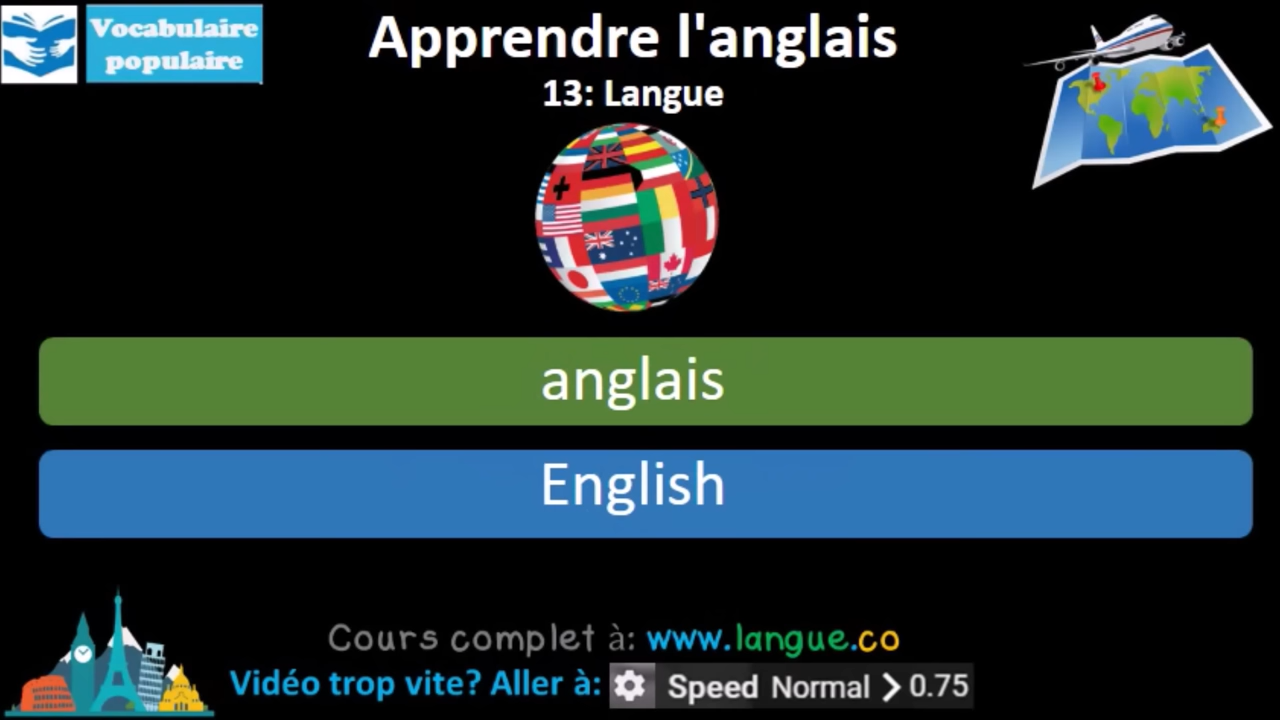 Vocabulaire
populaire
Apprendre l'anglais
13: Langue
anglais
English
Cours complet à: www.langue.co
Vidéo trop vite? Aller à: Speed Normal > 0.75